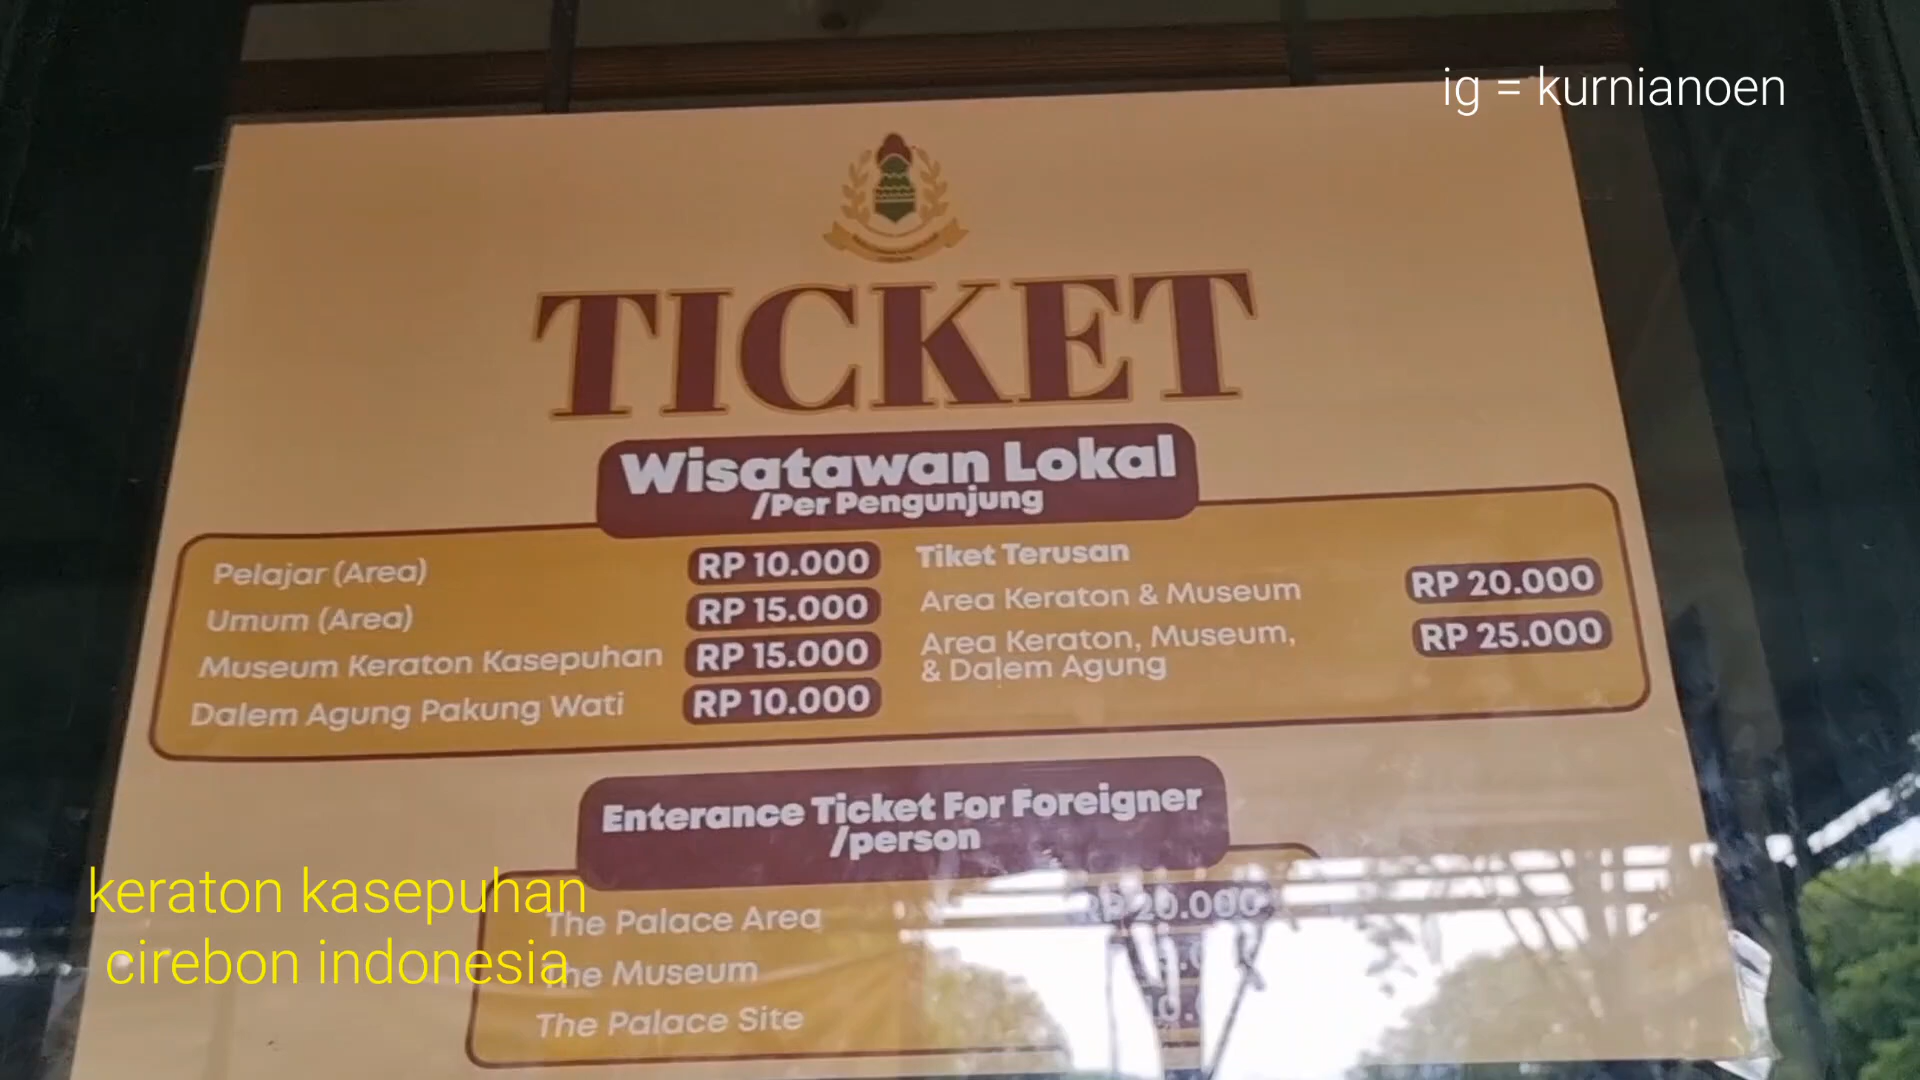 ig = kurnianoen
TICKET
Wisatawan Lokal
/Per Pengunjung
Pelajar (Area) RP 10.000
Umum (Area) RP 15.000
Museum Keraton Kasepuhan RP 15.000
Dalem Agung Pakung Wati RP 10.000
Tiket Terusan
Area Keraton & Museum RP 20.000
Area Keraton, Museum, RP 25.000
& Dalem Agung
Enterance Ticket For Foreigner
/person
The Palace Area RP 20.000
The Museum
The Palace Site
keraton kasepuhan
cirebon indonesia